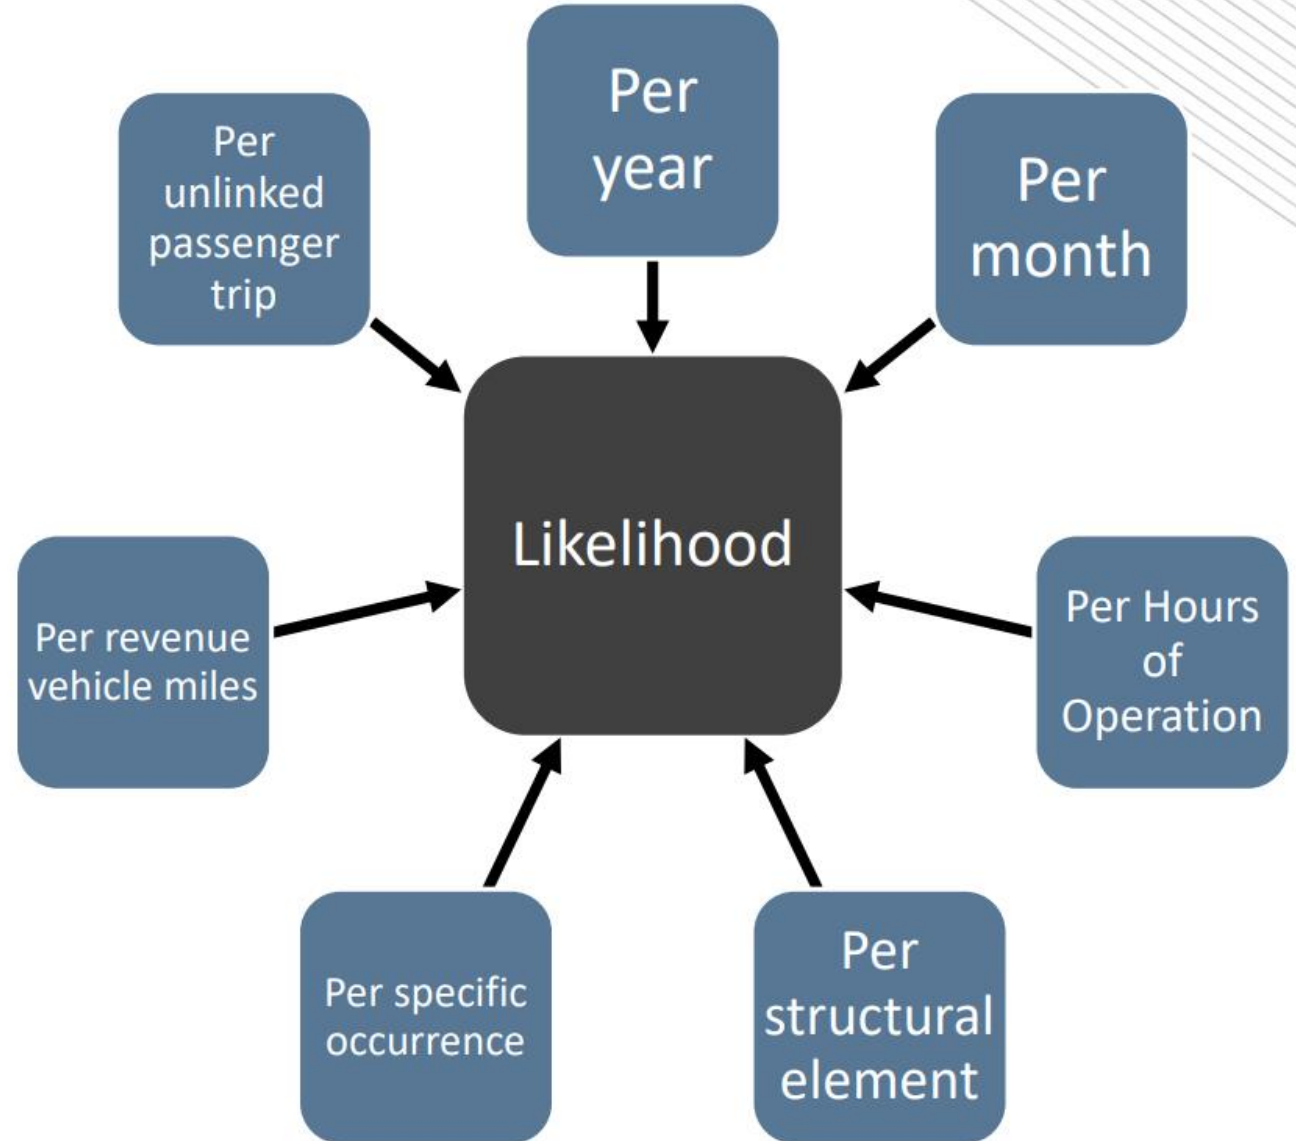 Per
year
Per
month
Per Hours
of
Operation
Per
structural
element
Per specific
occurrence
Per revenue
vehicle miles
Per
unlinked
passenger
trip
Likelihood